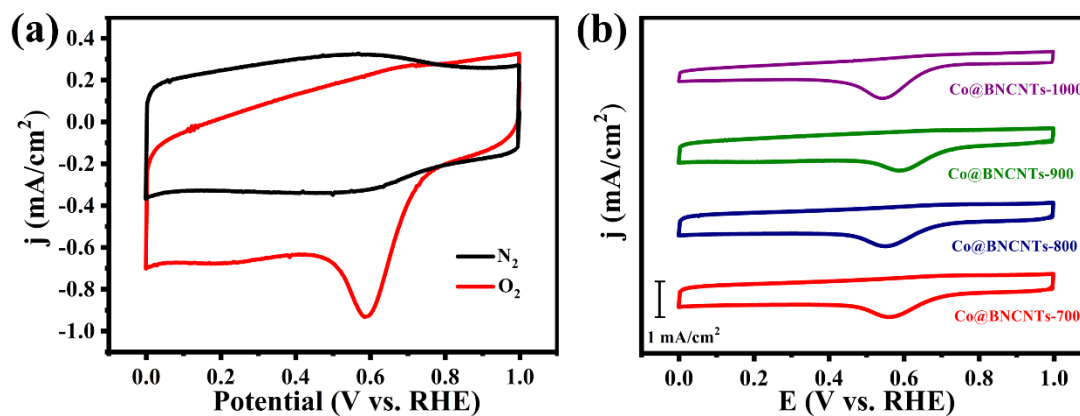 (a)
j (mA/cm²)
0.4
0.2
0.0
-0.2
-0.4
-0.6
-0.8
-1.0
N₂
O₂
0.0 0.2 0.4 0.6 0.8 1.0
Potential (V vs. RHE)
(b)
j (mA/cm²)
Co@BNCNTs-1000
Co@BNCNTs-900
Co@BNCNTs-800
Co@BNCNTs-700
1 mA/cm²
0.0 0.2 0.4 0.6 0.8 1.0
E (V vs. RHE)